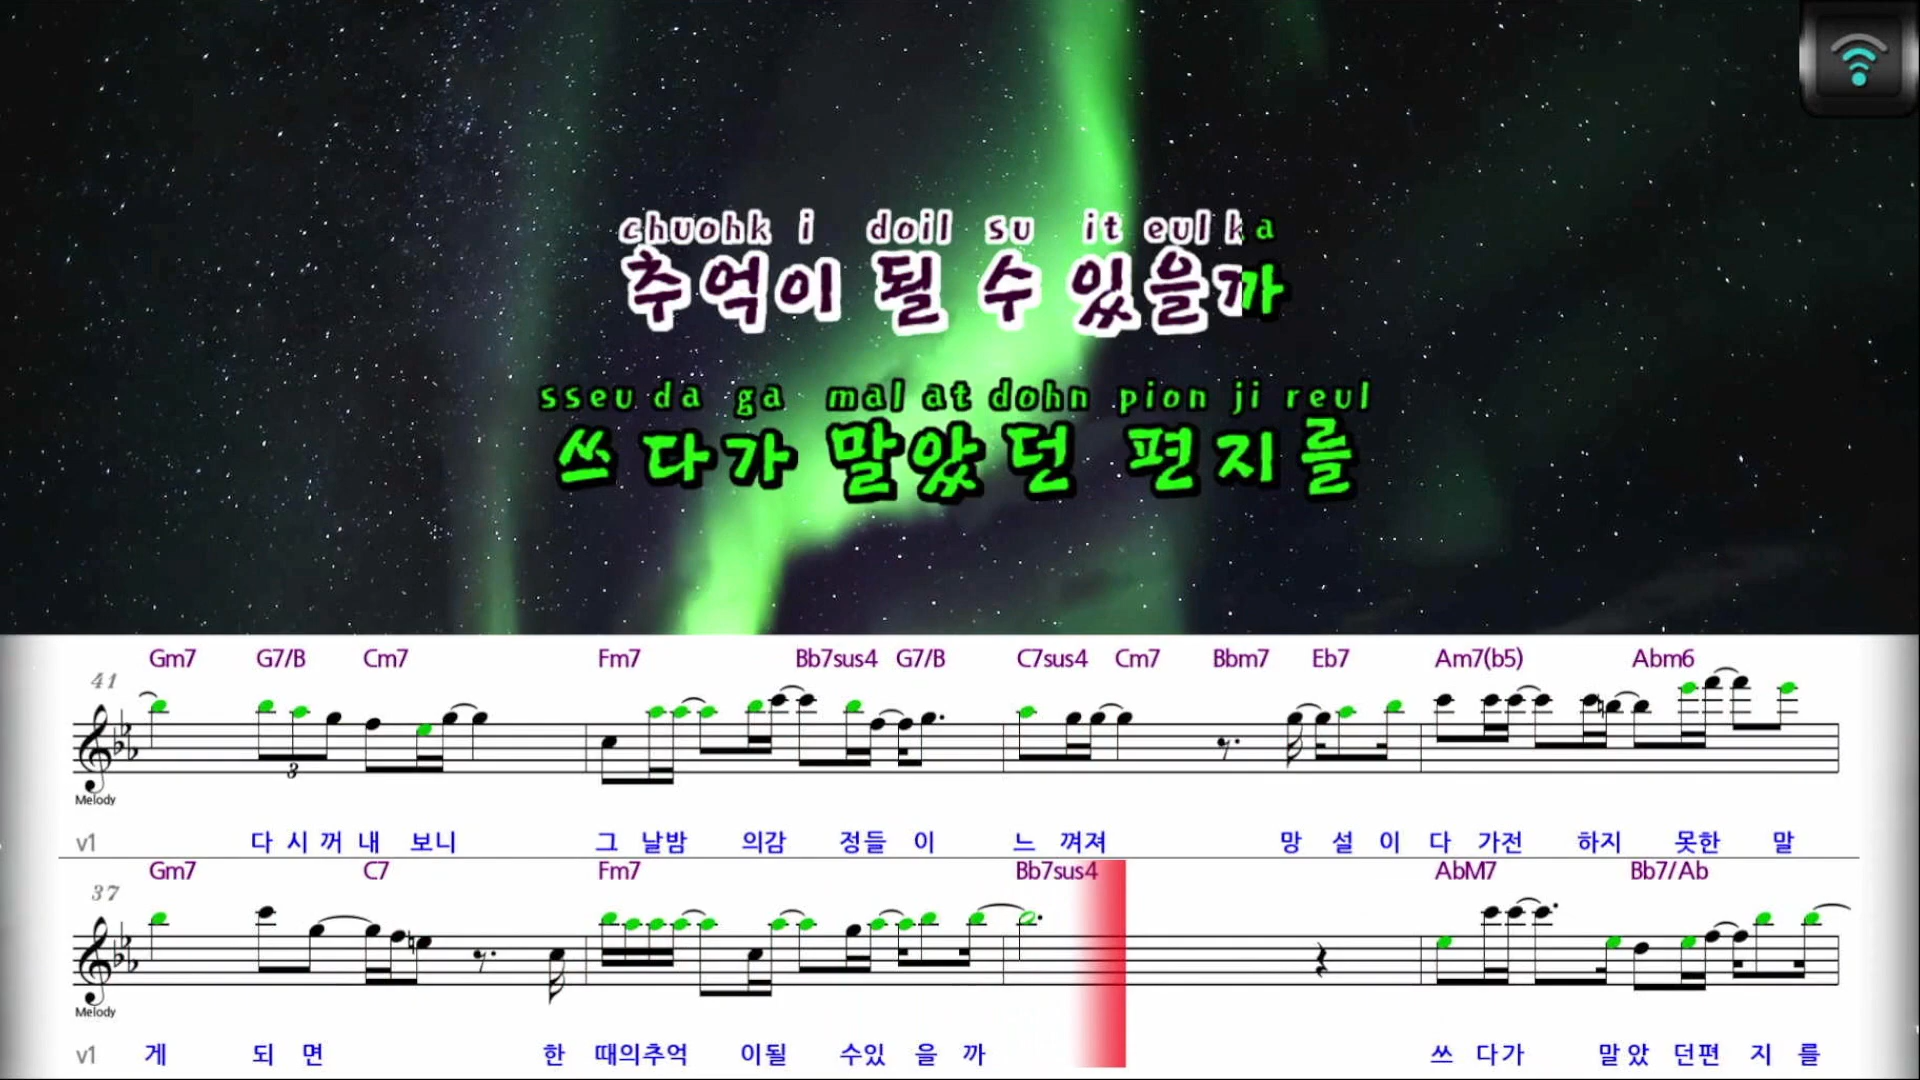 chuohk i doil su it eul ka
추억이 될 수 있을까
sseu da ga mal at dohn pion ji reul
쓰 다가 말았던 편지를
Gm7 G7/B Cm7 Fm7 Bb7sus4 G7/B C7sus4 Cm7 Bbm7 Eb7 Am7(b5) Abm6
41
3
Melody
v1 다 시 꺼 내 보니 그 날밤 의감 정들 이 느 껴져 망 설 이 다 가전 하지 못한 말
Gm7 C7 Fm7 Bb7sus4 AbM7 Bb7/Ab
37
Melody
v1 게 되 면 한 때의추억 이될 수있 을 까 쓰 다가 말았 던편 지 를